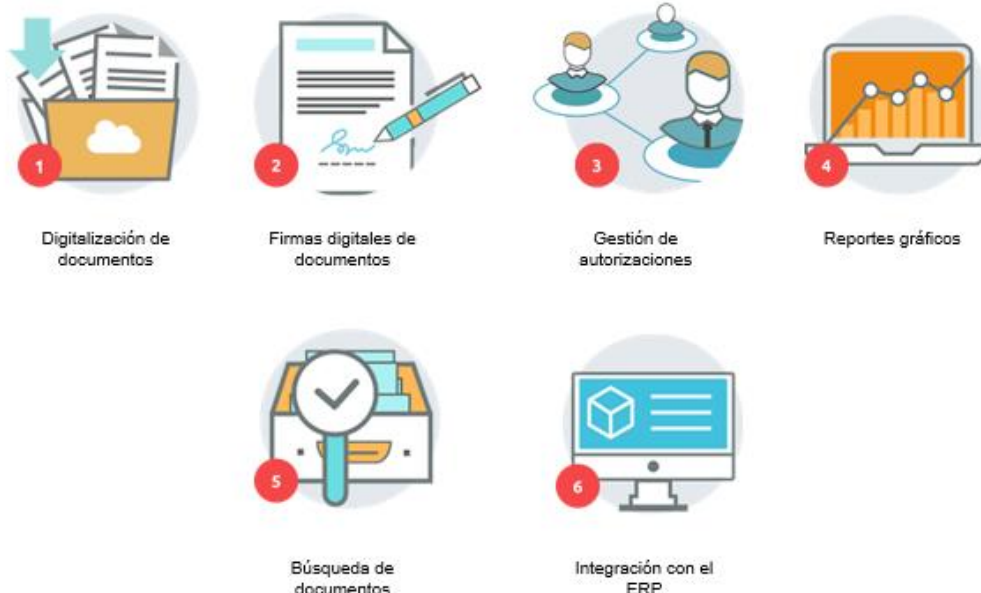 1
2
3
4
Digitalización de
documentos
Firmas digitales de
documentos
Gestión de
autorizaciones
Reportes gráficos
5
6
Búsqueda de
documentos
Integración con el
ERP